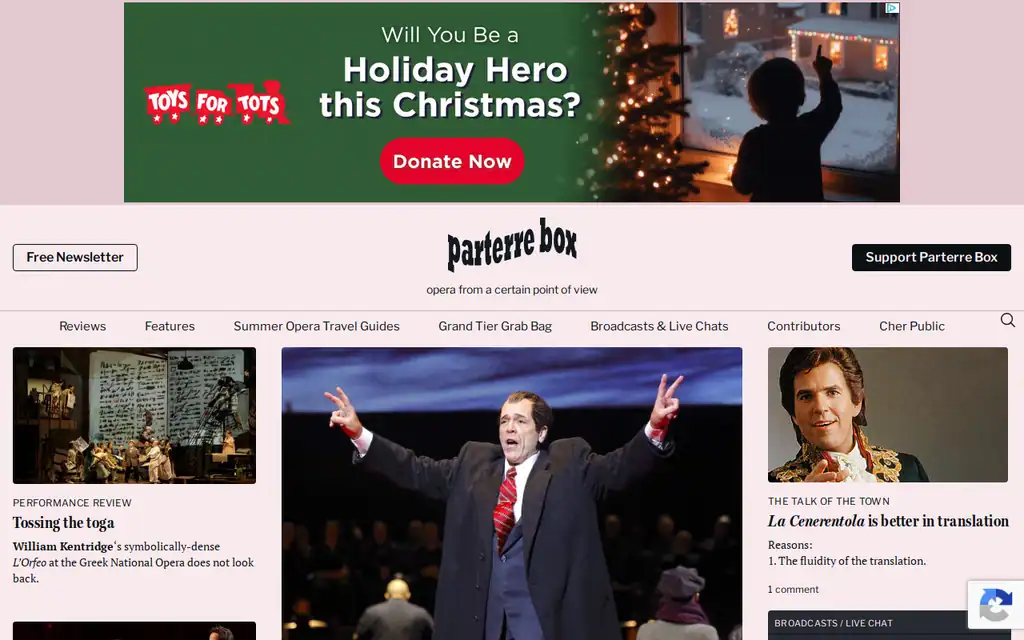 Will You Be a
Holiday Hero
this Christmas?
TOYS FOR TOTS
Donate Now
Free Newsletter
parterre box
opera from a certain point of view
Support Parterre Box
Reviews
Features
Summer Opera Travel Guides
Grand Tier Grab Bag
Broadcasts & Live Chats
Contributors
Cher Public
PERFORMANCE REVIEW
Tossing the toga
William Kentridge‘s symbolically-dense
L’Orfeo at the Greek National Opera does not look
back.
THE TALK OF THE TOWN
La Cenerentola is better in translation
Reasons:
1. The fluidity of the translation.
1 comment
BROADCASTS / LIVE CHAT